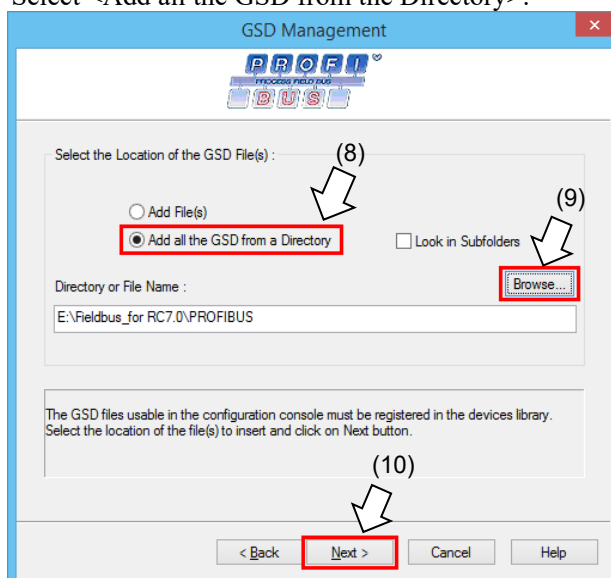 Select <Add all the GSD from the Directory>.
GSD Management
×
PROFI
PROCESS FIELD BUS
BUS
Select the Location of the GSD File(s) :
(8)
Add File(s)
(9)
Add all the GSD from a Directory
Look in Subfolders
Directory or File Name :
Browse...
E:\Fieldbus_for RC7.0\PROFIBUS
The GSD files usable in the configuration console must be registered in the devices library.
Select the location of the file(s) to insert and click on Next button.
(10)
< Back Next > Cancel Help